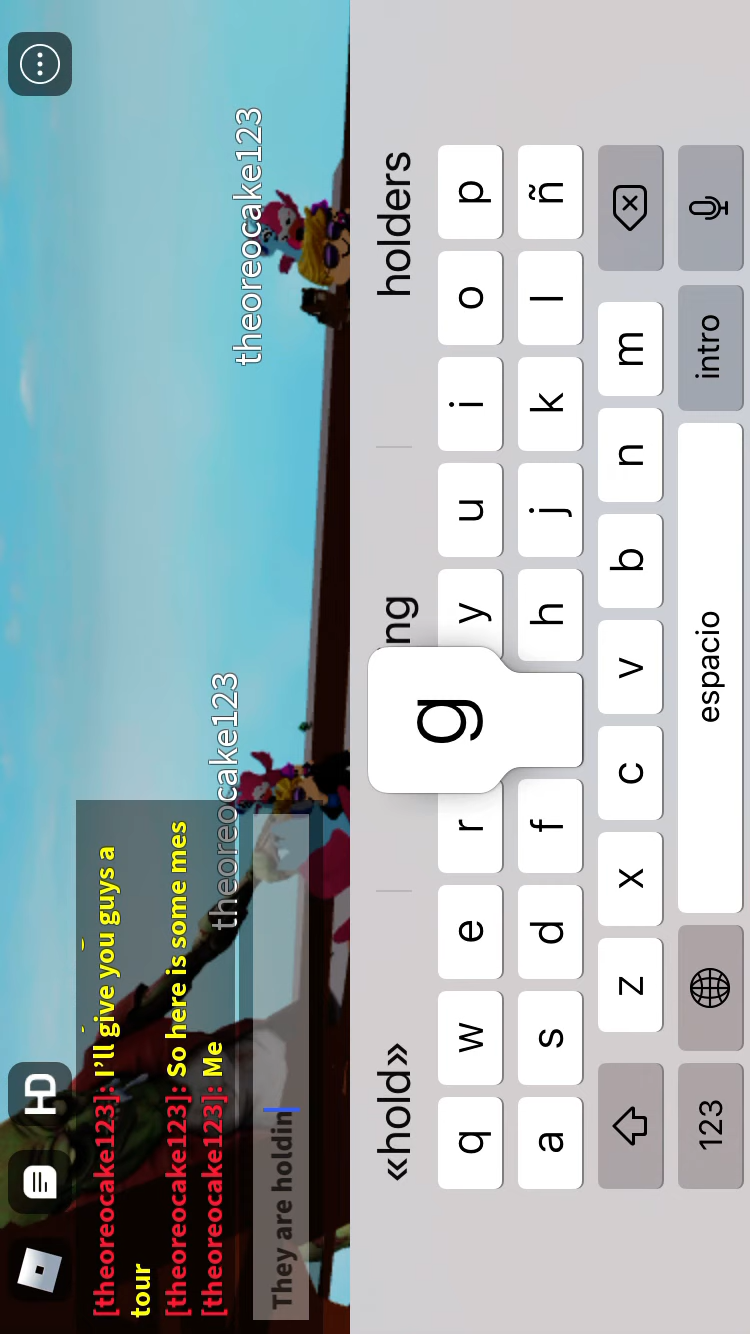 HD
[theoreocake123]: I'll give you guys a
tour
[theoreocake123]: So here is some mes
[theoreocake123]: Me
They are holdin
theoreocake123
theoreocake123
«hold»
holders
q w e r y u i o p
a s d f g h j k l ñ
z x c v b n m
123 espacio intro